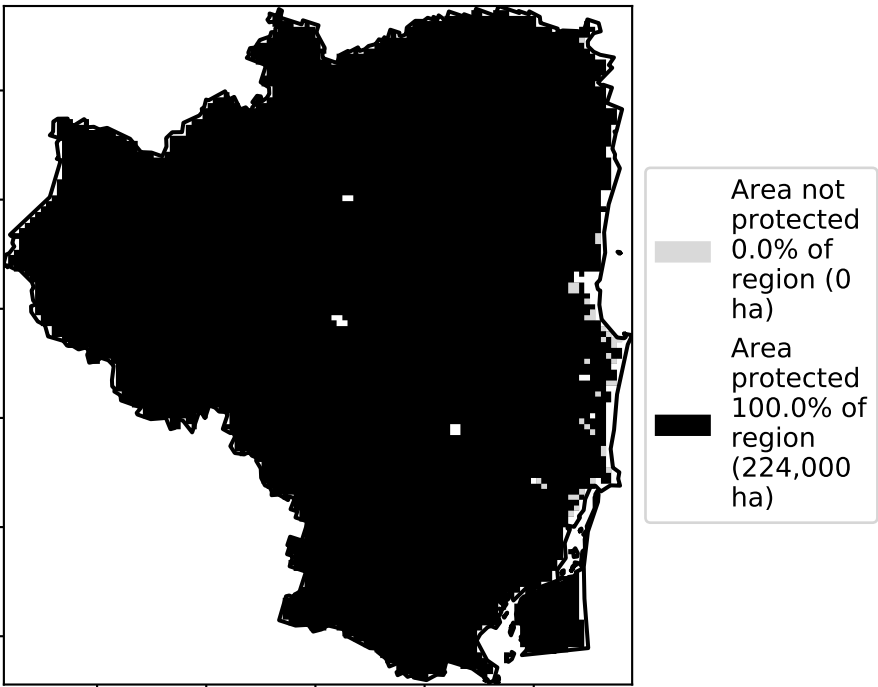 Area not
protected
0.0% of
region (0
ha)
Area
protected
100.0% of
region
(224,000
ha)